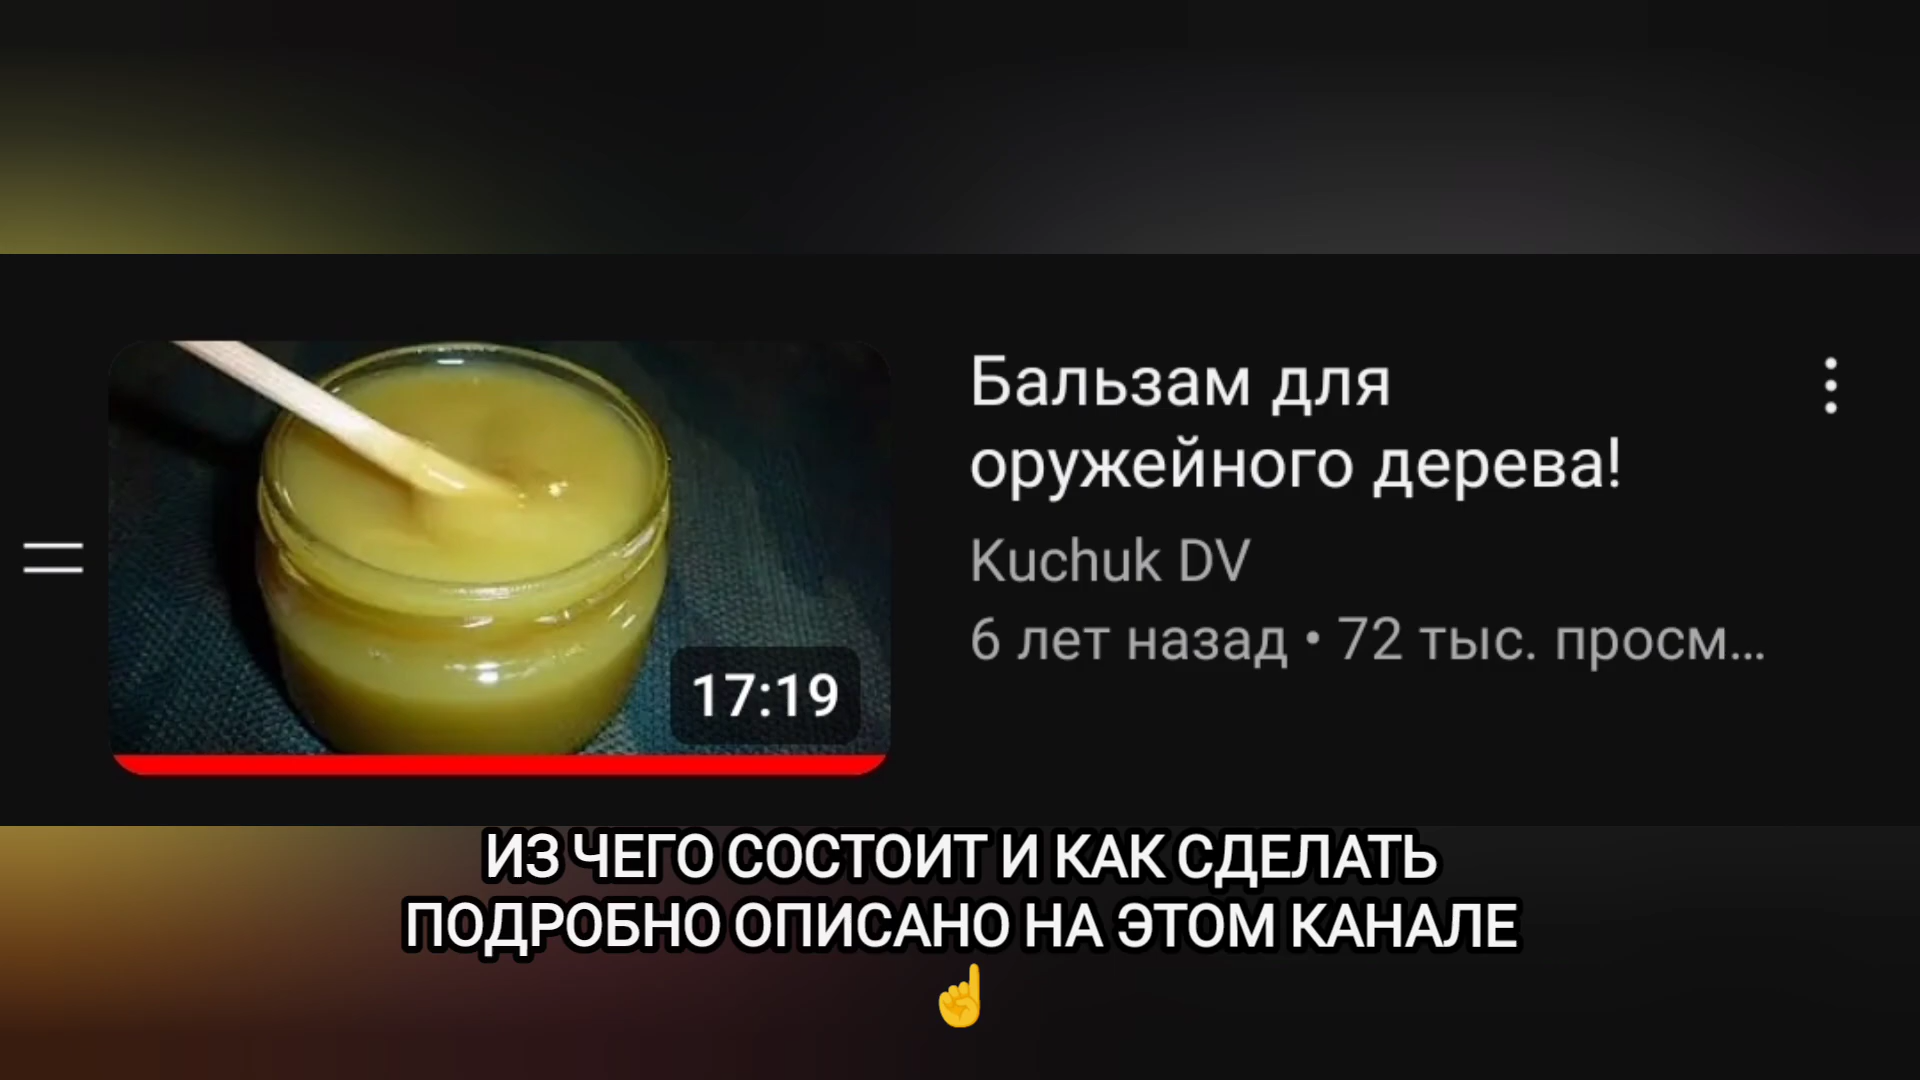 Бальзам для
оружейного дерева!
Kuchuk DV
6 лет назад • 72 тыс. просм...
17:19
ИЗ ЧЕГО СОСТОИТ И КАК СДЕЛАТЬ
ПОДРОБНО ОПИСАНО НА ЭТОМ КАНАЛЕ
☝